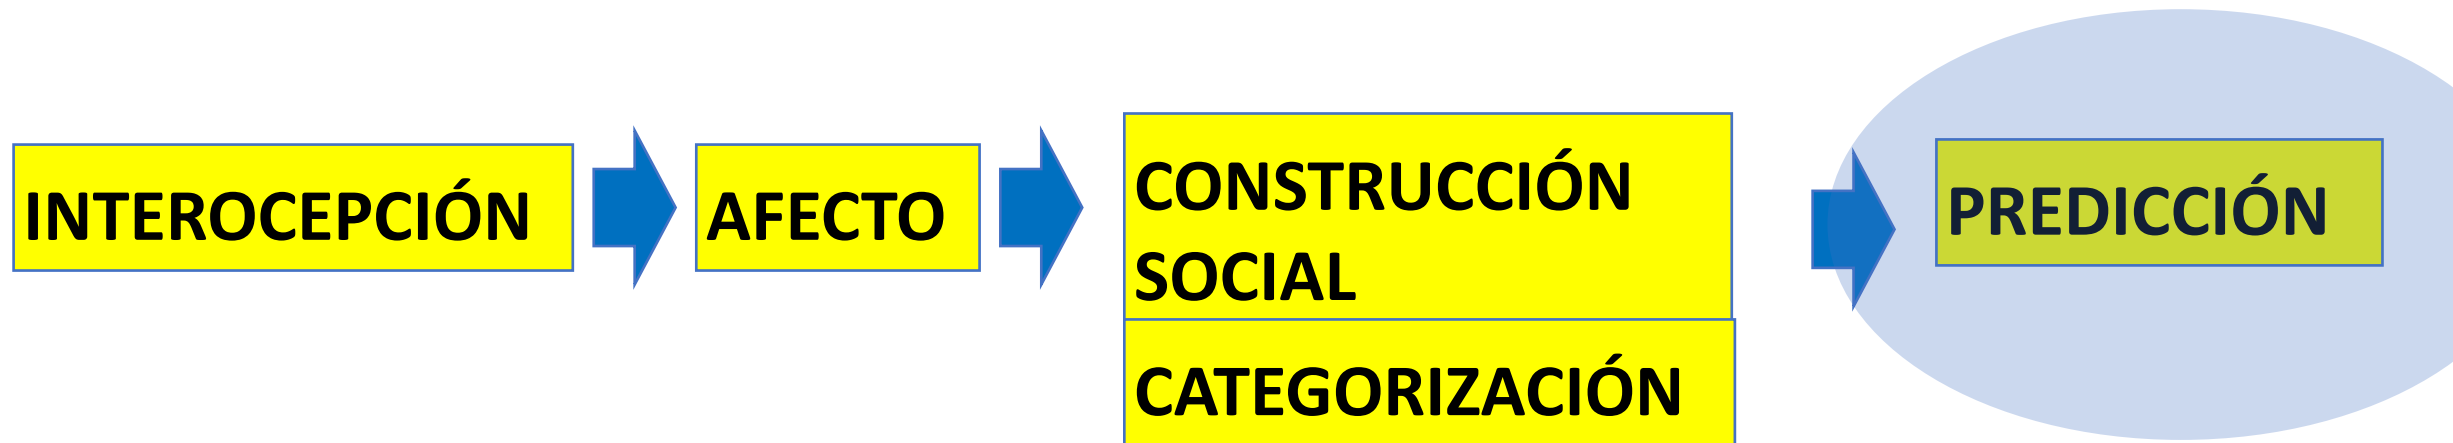 INTEROCEPCIÓN
AFECTO
CONSTRUCCIÓN
SOCIAL
CATEGORIZACIÓN
PREDICCIÓN